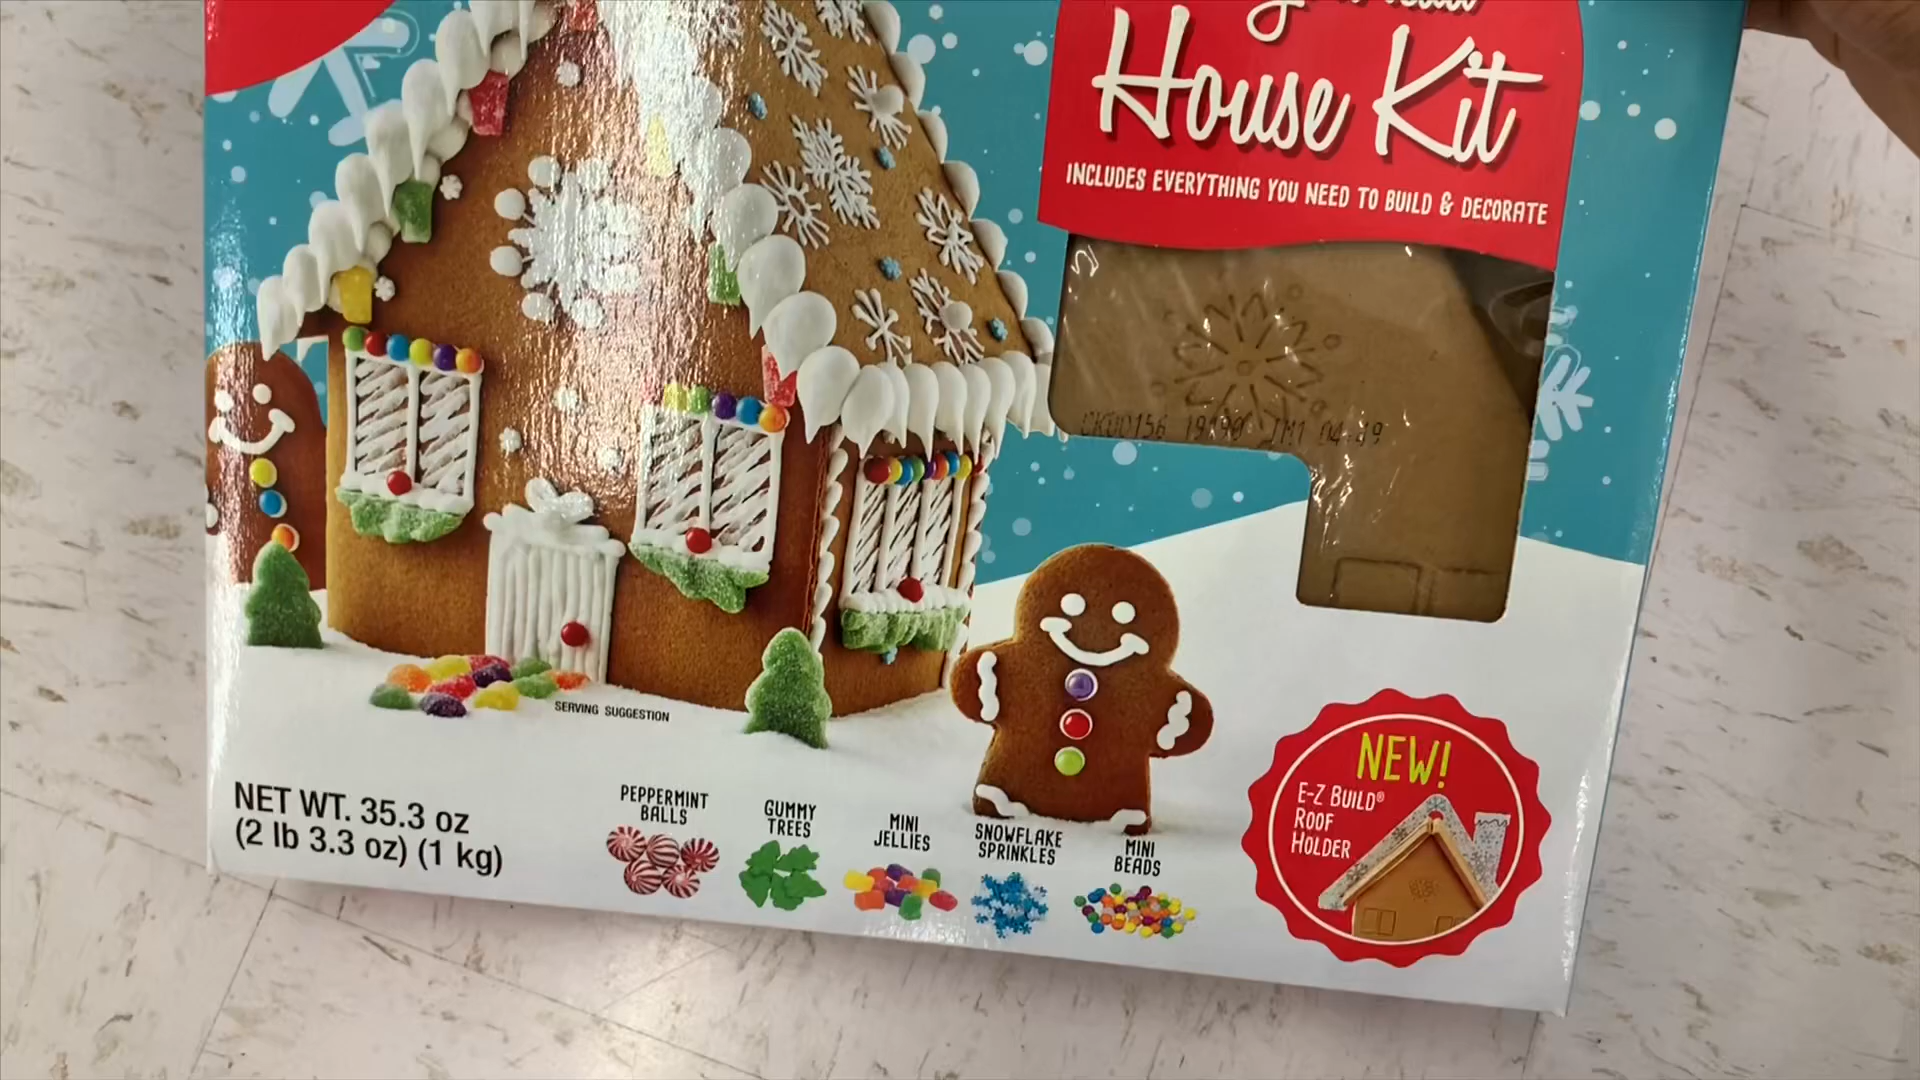 House Kit
INCLUDES EVERYTHING YOU NEED TO BUILD & DECORATE
SERVING SUGGESTION
NET WT. 35.3 oz
(2 lb 3.3 oz) (1 kg)
PEPPERMINT
BALLS
GUMMY
TREES
MINI
JELLIES
SNOWFLAKE
SPRINKLES
MINI
BEADS
NEW!
E-Z BUILD®
ROOF
HOLDER